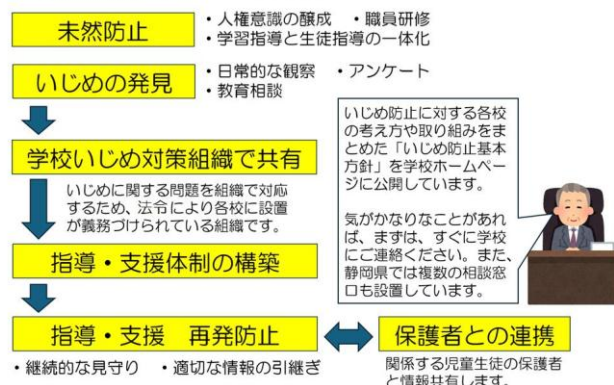 未然防止
・人権意識の醸成　・職員研修
・学習指導と生徒指導の一体化
いじめの発見
・日常的な観察　・アンケート
・教育相談
学校いじめ対策組織で共有
いじめに関する問題を組織で対応
するため、法令により各校に設置
が義務づけられている組織です。
指導・支援体制の構築
指導・支援　再発防止
・継続的な見守り　・適切な情報の引継ぎ
いじめ防止に対する各校
の考え方や取り組みをま
とめた「いじめ防止基本
方針」を学校ホームペー
ジに公開しています。
気がかなりなことがあれ
ば、まずは、すぐに学校
にご連絡ください。また、
静岡県では複数の相談窓
口も設置しています。
保護者との連携
関係する児童生徒の保護者
と情報共有します。